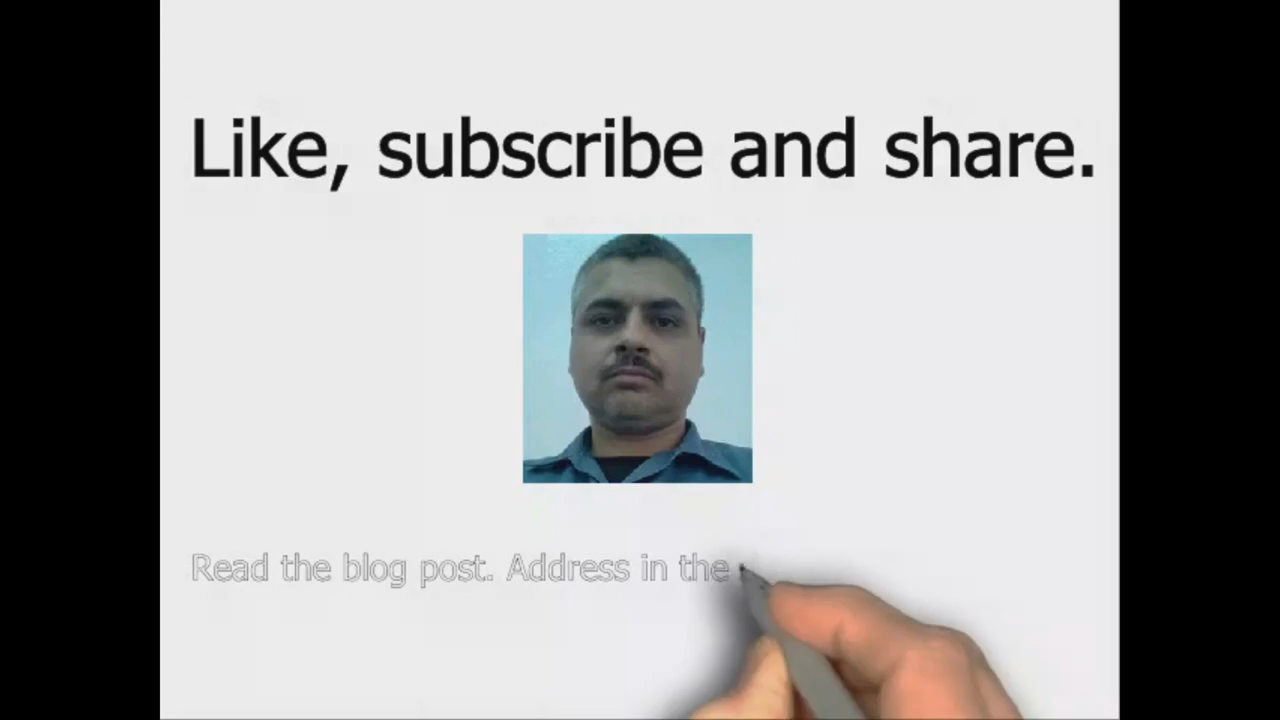 Like, subscribe and share.
Read the blog post. Address in the